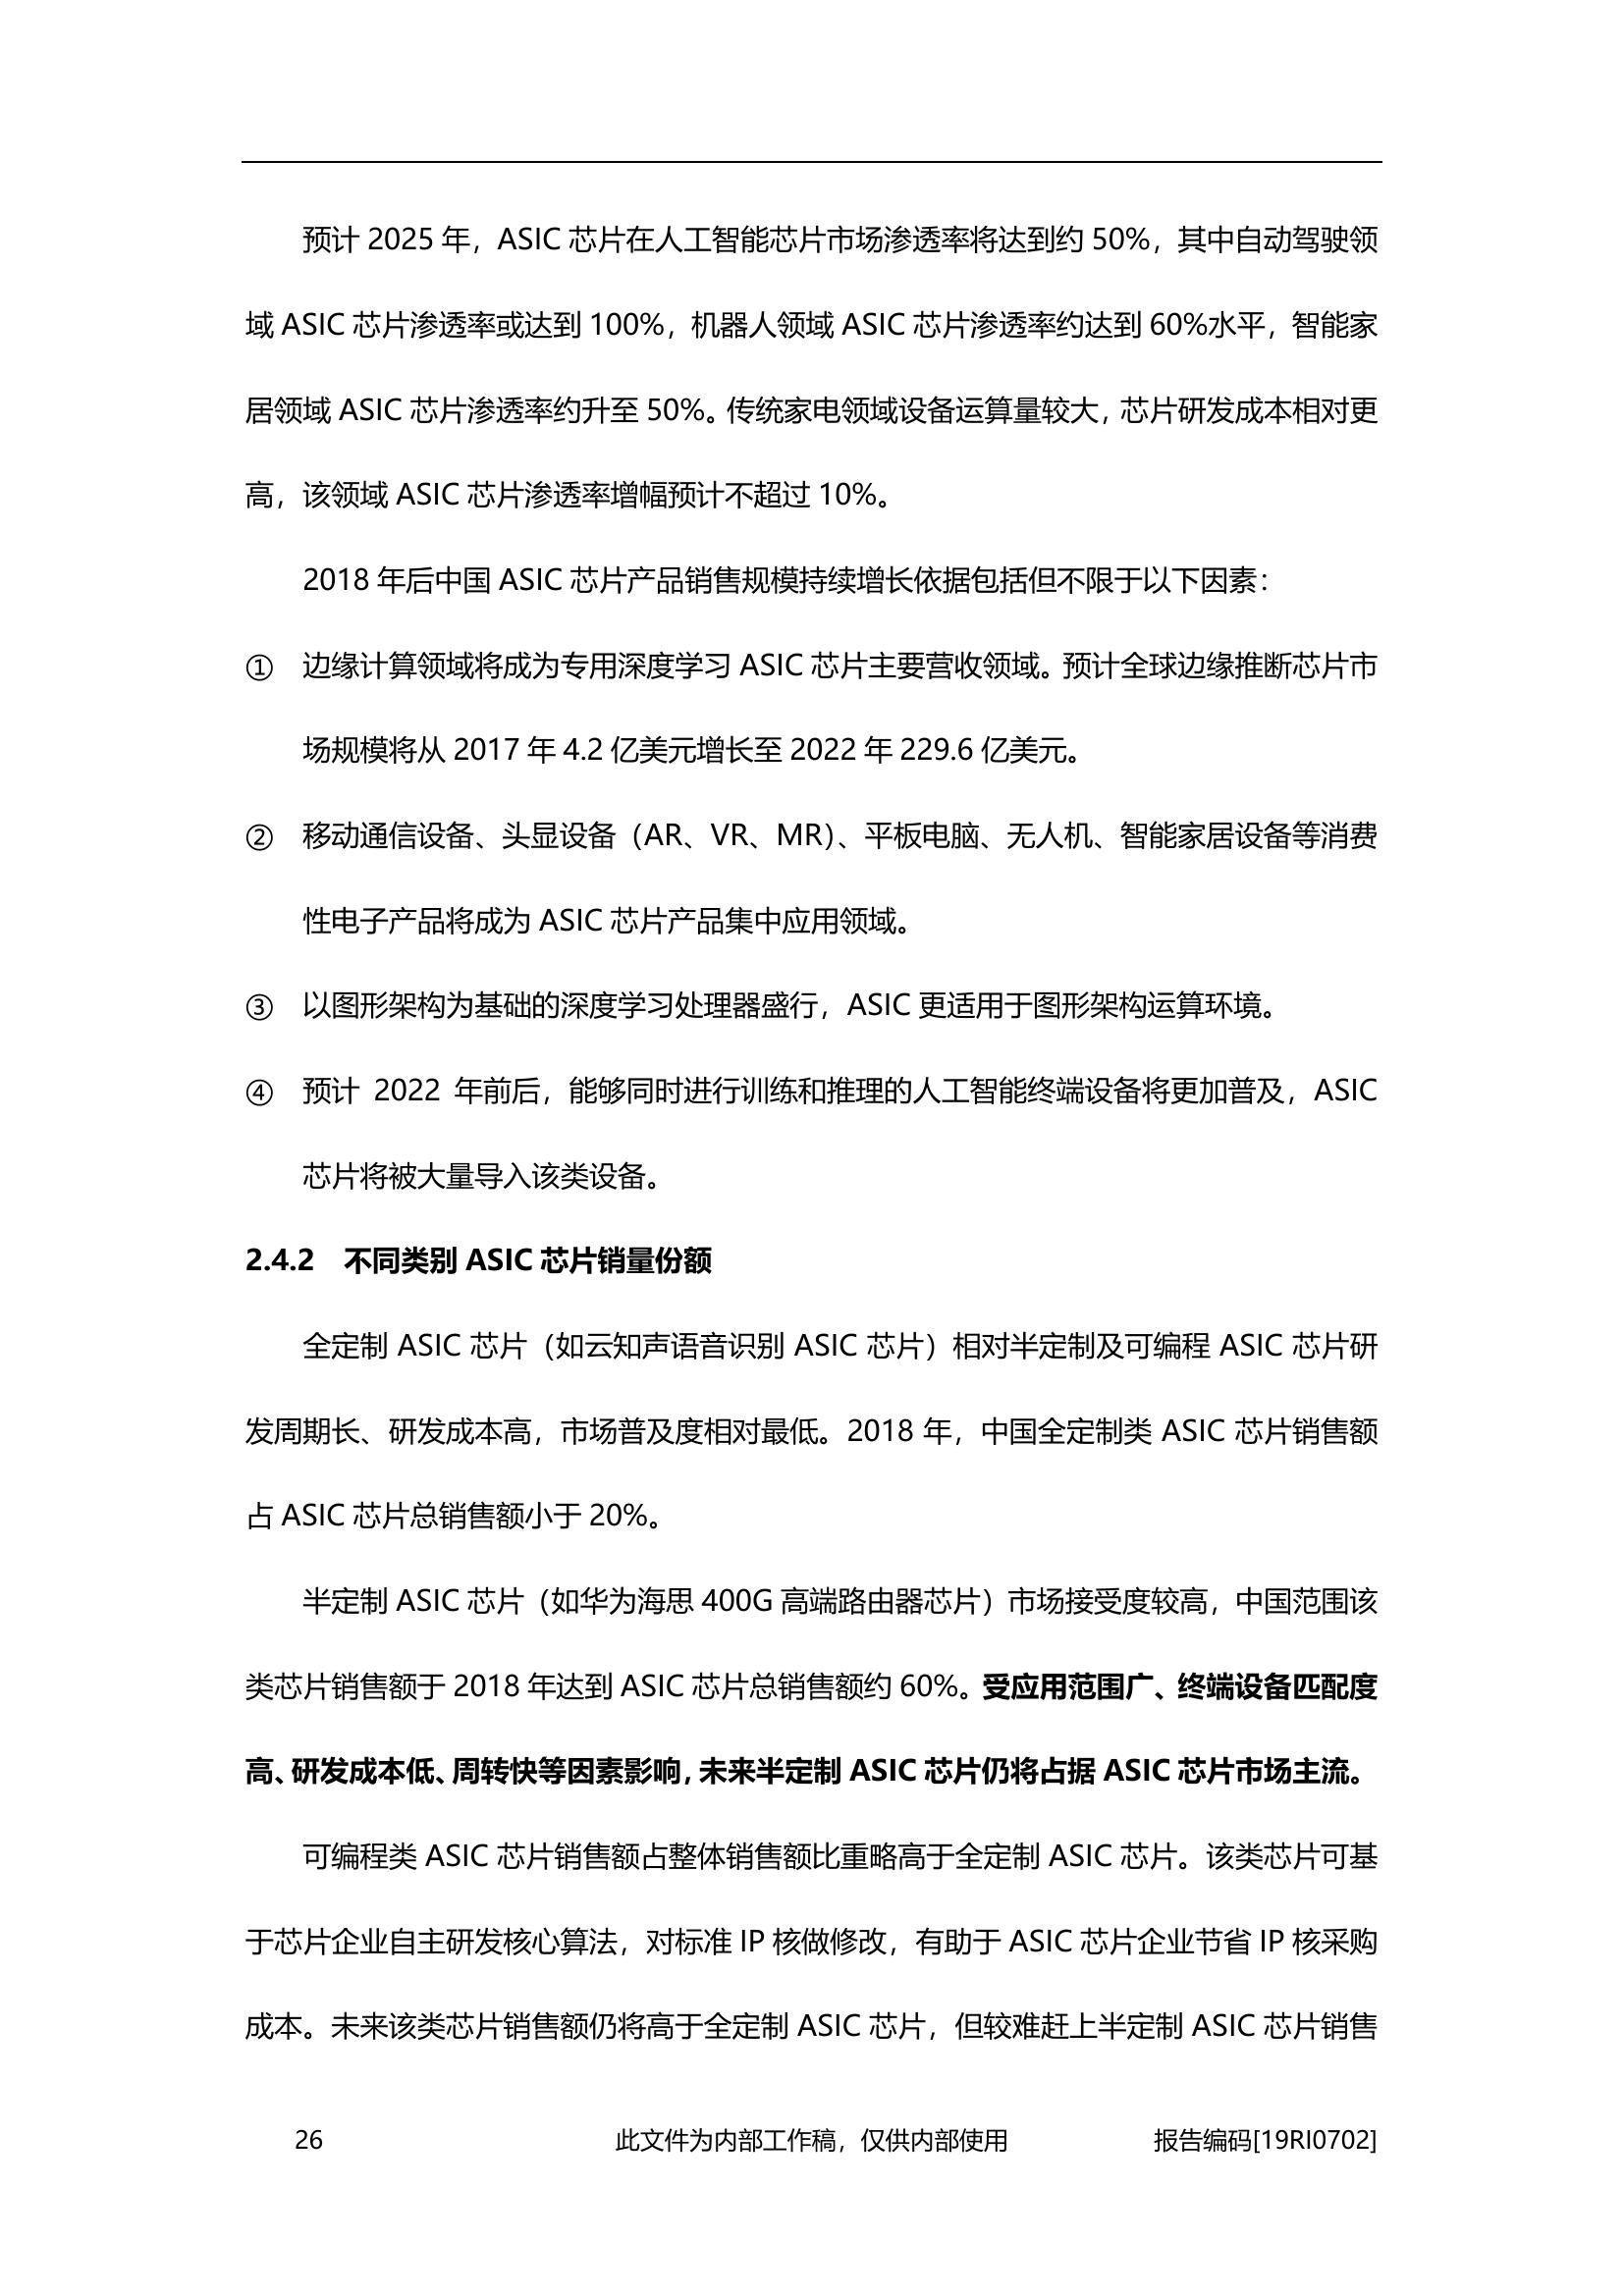 预计 2025 年，ASIC 芯片在人工智能芯片市场渗透率将达到约 50%，其中自动驾驶领
域 ASIC 芯片渗透率或达到 100%，机器人领域 ASIC 芯片渗透率约达到 60%水平，智能家
居领域 ASIC 芯片渗透率约升至 50%。传统家电领域设备运算量较大，芯片研发成本相对更
高，该领域 ASIC 芯片渗透率增幅预计不超过 10%。
2018 年后中国 ASIC 芯片产品销售规模持续增长依据包括但不限于以下因素：
① 边缘计算领域将成为专用深度学习 ASIC 芯片主要营收领域。预计全球边缘推断芯片市
场规模将从 2017 年 4.2 亿美元增长至 2022 年 229.6 亿美元。
② 移动通信设备、头显设备（AR、VR、MR）、平板电脑、无人机、智能家居设备等消费
性电子产品将成为 ASIC 芯片产品集中应用领域。
③ 以图形架构为基础的深度学习处理器盛行，ASIC 更适用于图形架构运算环境。
④ 预计 2022 年前后，能够同时进行训练和推理的人工智能终端设备将更加普及，ASIC
芯片将被大量导入该类设备。
2.4.2 不同类别 ASIC 芯片销量份额
全定制 ASIC 芯片（如云知声语音识别 ASIC 芯片）相对半定制及可编程 ASIC 芯片研
发周期长、研发成本高，市场普及度相对最低。2018 年，中国全定制类 ASIC 芯片销售额
占 ASIC 芯片总销售额小于 20%。
半定制 ASIC 芯片（如华为海思 400G 高端路由器芯片）市场接受度较高，中国范围该
类芯片销售额于 2018 年达到 ASIC 芯片总销售额约 60%。受应用范围广、终端设备匹配度
高、研发成本低、周转快等因素影响，未来半定制 ASIC 芯片仍将占据 ASIC 芯片市场主流。
可编程类 ASIC 芯片销售额占整体销售额比重略高于全定制 ASIC 芯片。该类芯片可基
于芯片企业自主研发核心算法，对标准 IP 核做修改，有助于 ASIC 芯片企业节省 IP 核采购
成本。未来该类芯片销售额仍将高于全定制 ASIC 芯片，但较难赶上半定制 ASIC 芯片销售
26 此文件为内部工作稿，仅供内部使用 报告编码[19RI0702]